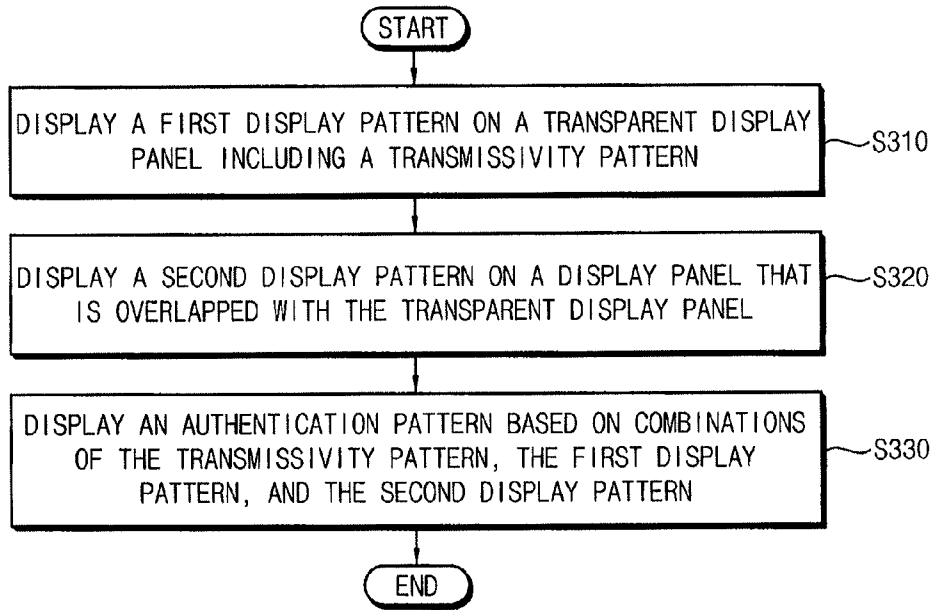 START
DISPLAY A FIRST DISPLAY PATTERN ON A TRANSPARENT DISPLAY
PANEL INCLUDING A TRANSMISSIVITY PATTERN
S310
DISPLAY A SECOND DISPLAY PATTERN ON A DISPLAY PANEL THAT
IS OVERLAPPED WITH THE TRANSPARENT DISPLAY PANEL
S320
DISPLAY AN AUTHENTICATION PATTERN BASED ON COMBINATIONS
OF THE TRANSMISSIVITY PATTERN, THE FIRST DISPLAY
PATTERN, AND THE SECOND DISPLAY PATTERN
S330
END